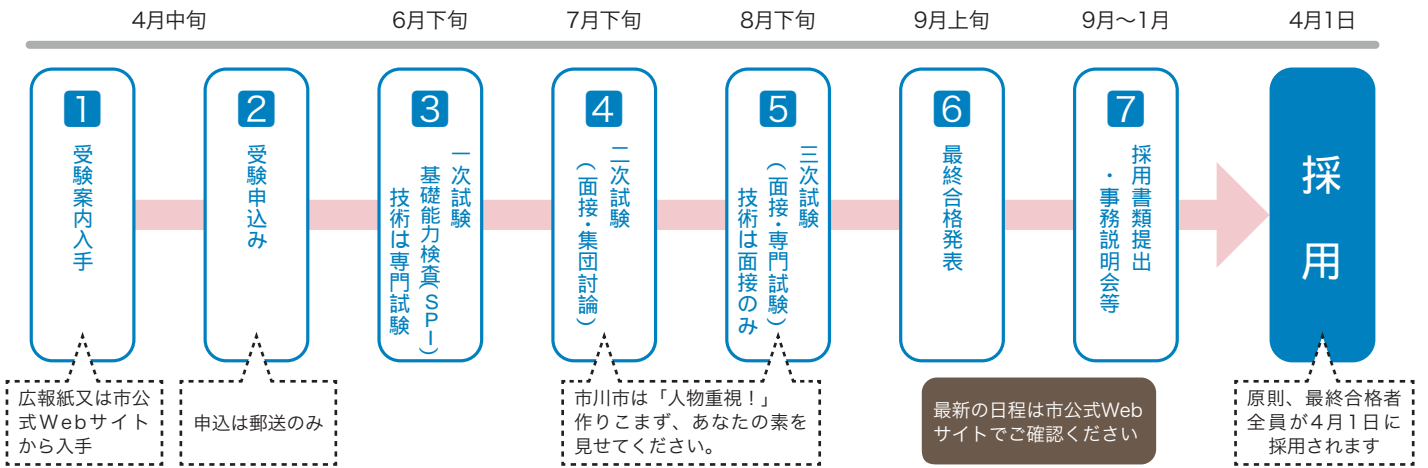 4月中旬
6月下旬
7月下旬
8月下旬
9月上旬
9月〜1月
4月1日
1
受験案内入手
2
受験申込み
3
一次試験
基礎能力検査(SPI)
技術は専門試験
4
二次試験
(面接・集団討論)
5
三次試験
(面接・専門試験)
技術は面接のみ
6
最終合格発表
7
採用書類提出
・事務説明会等
採用
広報紙又は市公
式Webサイト
から入手
申込は郵送のみ
市川市は「人物重視！」
作りこまず、あなたの素を
見せてください。
最新の日程は市公式Web
サイトでご確認ください
原則、最終合格者
全員が4月1日に
採用されます